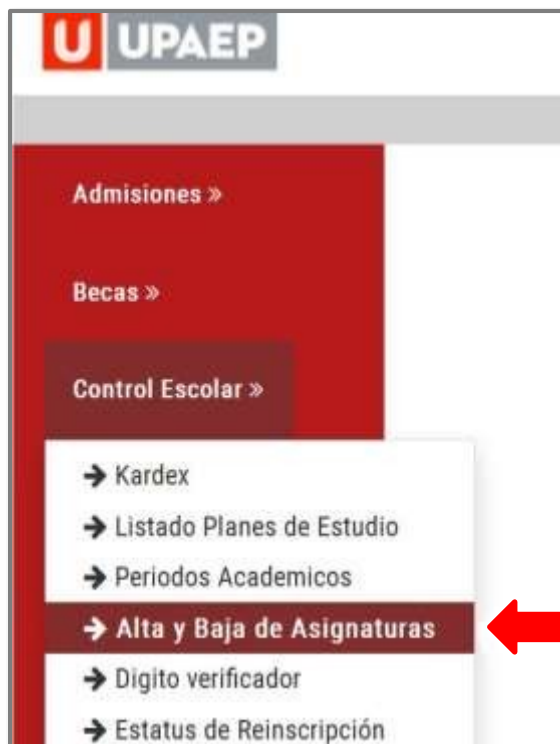 U UPAEP
Admisiones »
Becas »
Control Escolar »
→ Kardex
→ Listado Planes de Estudio
→ Periodos Academicos
→ Alta y Baja de Asignaturas
→ Digito verificador
→ Estatus de Reinscripción